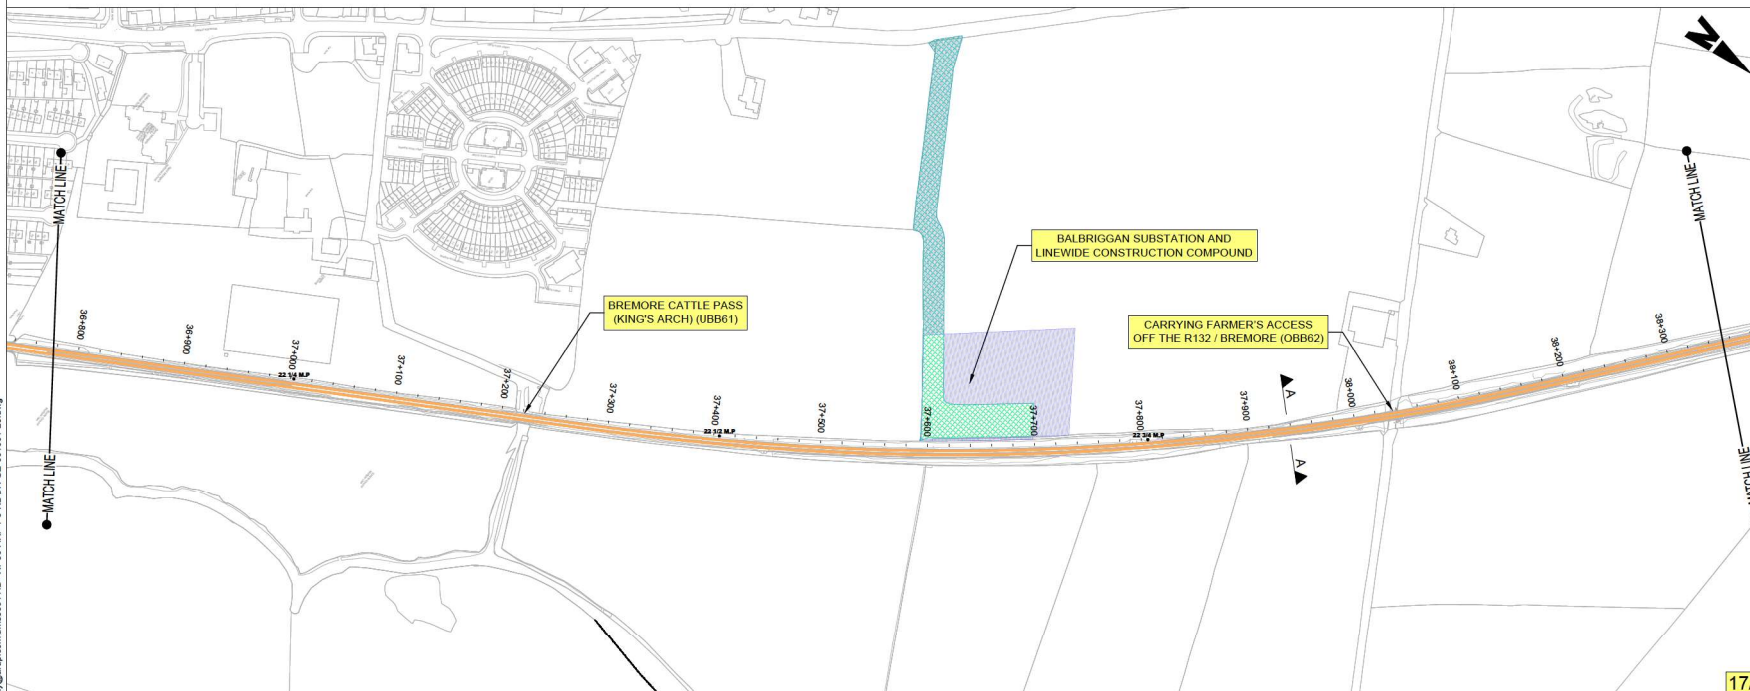 N
MATCH LINE
MATCH LINE
BALBRIGGAN SUBSTATION AND
LINEWIDE CONSTRUCTION COMPOUND
BREMORE CATTLE PASS
(KING'S ARCH) (UBB61)
CARRYING FARMER'S ACCESS
OFF THE R132 / BREMORE (OBB62)
36+800
36+900
37+000
37+100
37+200
37+300
37+400
37+500
37+600
37+700
37+800
37+900
38+000
38+100
38+200
38+300
22 1/4 M.P
22 1/2 M.P
22 3/4 M.P
A
A
MATCH LINE
MATCH LINE
17